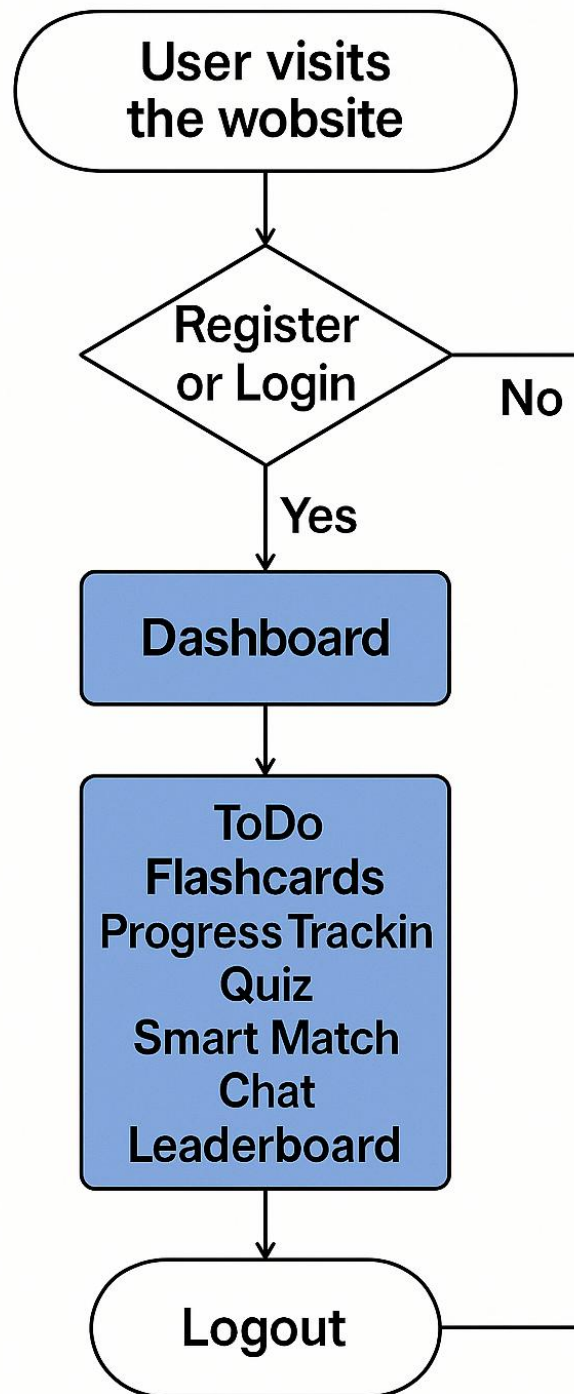 User visits
the wobsite
Register
or Login
No
Yes
Dashboard
ToDo
Flashcards
Progress Trackin
Quiz
Smart Match
Chat
Leaderboard
Logout